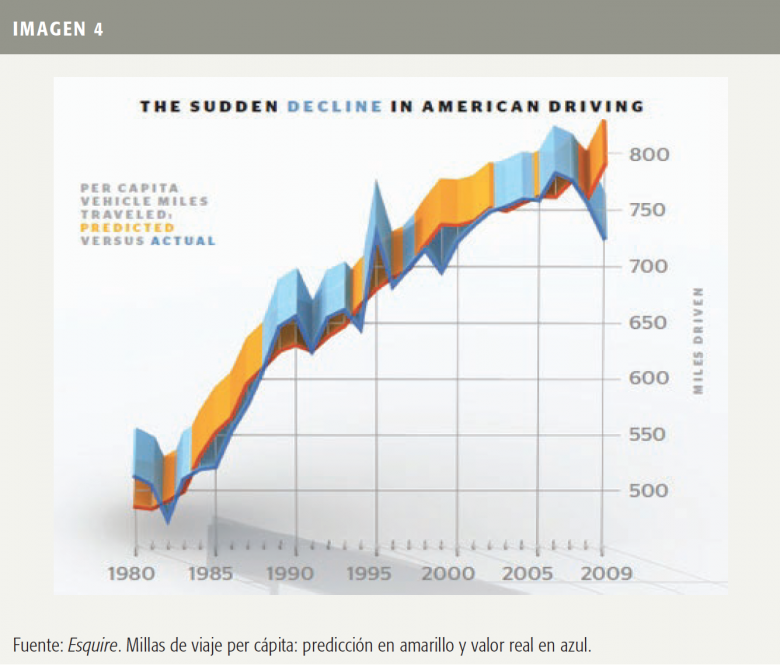 IMAGEN 4
THE SUDDEN DECLINE IN AMERICAN DRIVING
PER CAPITA
VEHICLE MILES
TRAVELED:
PREDICTED
VERSUS ACTUAL
800
750
700
650
600
550
500
MILES DRIVEN
1980 1985 1990 1995 2000 2005 2009
Fuente: Esquire. Millas de viaje per cápita: predicción en amarillo y valor real en azul.